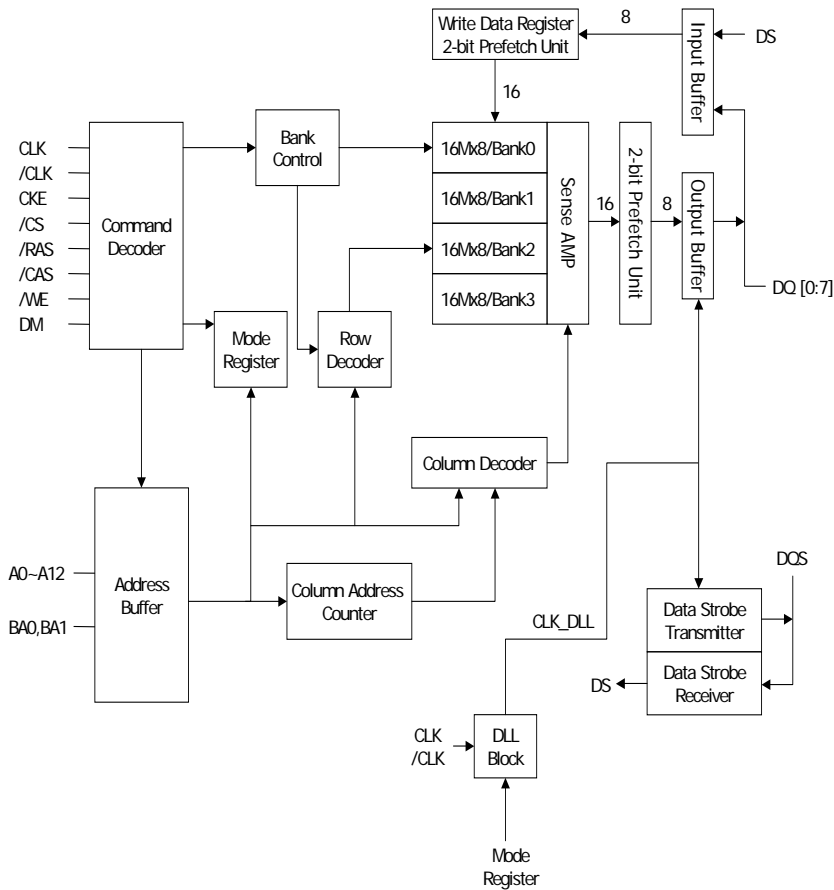 Write Data Register
2-bit Prefetch Unit
8
Input Buffer
DS
16
CLK
/CLK
CKE
/CS
/RAS
/CAS
/WE
DM
Command
Decoder
Bank
Control
16Mx8/Bank0
16Mx8/Bank1
16Mx8/Bank2
16Mx8/Bank3
Sense AMP
16
2-bit Prefetch Unit
8
Output Buffer
DQ [0:7]
Mode
Register
Row
Decoder
Column Decoder
A0~A12
BA0,BA1
Address
Buffer
Column Address
Counter
CLK_DLL
DQS
Data Strobe
Transmitter
Data Strobe
Receiver
DS
CLK
/CLK
DLL
Block
Mode
Register